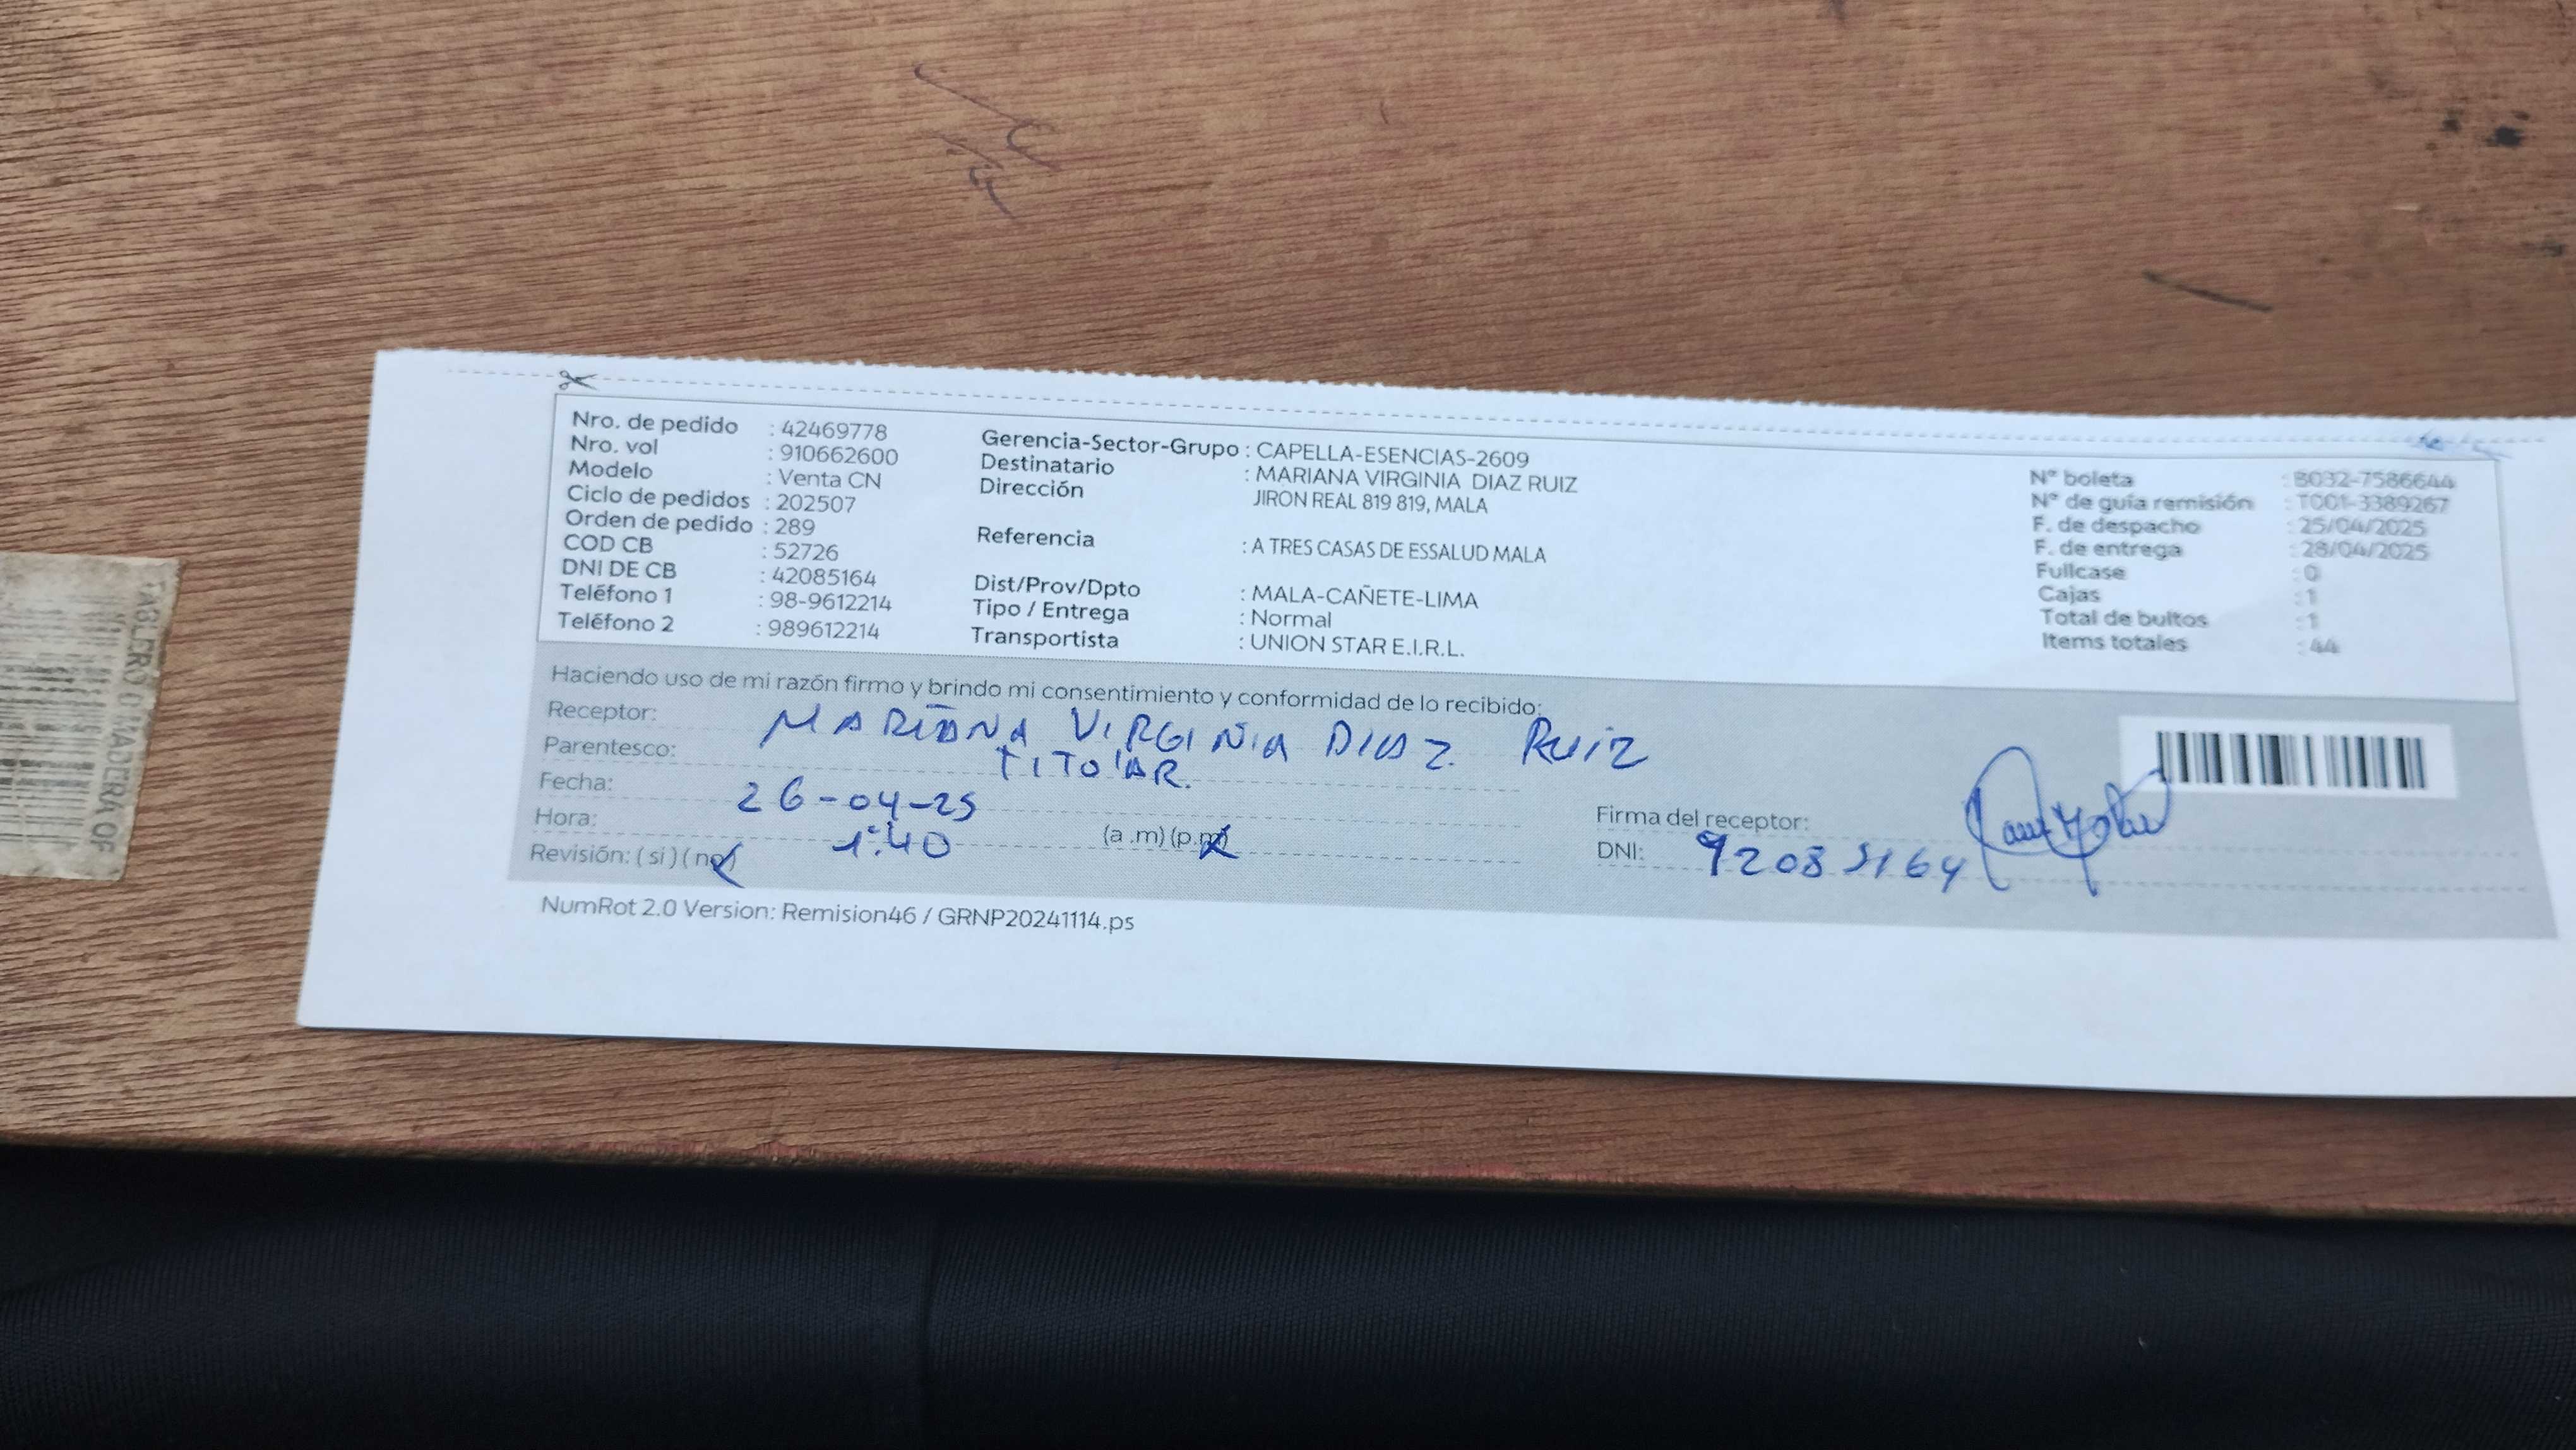 Nro. de pedido : 42469778
Nro. vol : 910662600
Modelo : Venta CN
Ciclo de pedidos : 202507
Orden de pedido : 289
COD CB : 52726
DNI DE CB : 42085164
Teléfono 1 : 98-9612214
Teléfono 2 : 989612214
Gerencia-Sector-Grupo : CAPELLA-ESENCIAS-2609
Destinatario : MARIANA VIRGINIA DIAZ RUIZ
Dirección JIRON REAL 819 819, MALA
Referencia : A TRES CASAS DE ESSALUD MALA
Dist/Prov/Dpto : MALA-CAÑETE-LIMA
Tipo / Entrega : Normal
Transportista : UNION STAR E.I.R.L.
N° boleta : B032-7586644
N° de guía remisión : T001-3389267
F. de despacho : 25/04/2025
F. de entrega : 28/04/2025
Fullcase : 0
Cajas : 1
Total de bultos : 1
Items totales : 44
Haciendo uso de mi razón firmo y brindo mi consentimiento y conformidad de lo recibido:
Receptor: MARIANA VIRGINIA DIAZ RUIZ
Parentesco: TITULAR.
Fecha: 26-04-25
Hora: 1:40 (a .m) (p.m)
Revisión: ( si ) ( no )
Firma del receptor:
DNI: 42085164
NumRot 2.0 Version: Remision46 / GRNP20241114.ps
TABLERO C/MADERA OF